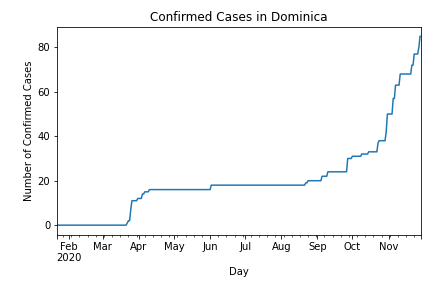 Confirmed Cases in Dominica
Number of Confirmed Cases
80
60
40
20
0
Feb Mar Apr May Jun Jul Aug Sep Oct Nov
2020
Day